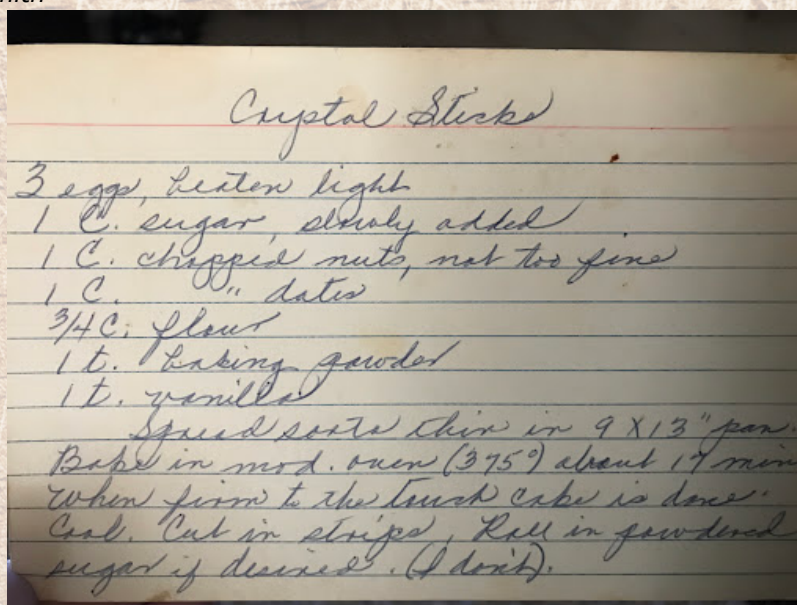 Crystal Sticks
3 eggs, beaten light
1 C. sugar, slowly added
1 C. chopped nuts, not too fine
1 C. " dates
3/4 C. flour
1 t. baking powder
1 t. vanilla
Spread sorta thin in 9 X 13" pan.
Bake in mod. oven (375°) about 17 min
When firm to the touch cake is done.
Cool. Cut in strips, Roll in powdered
sugar if desired. (I don't).